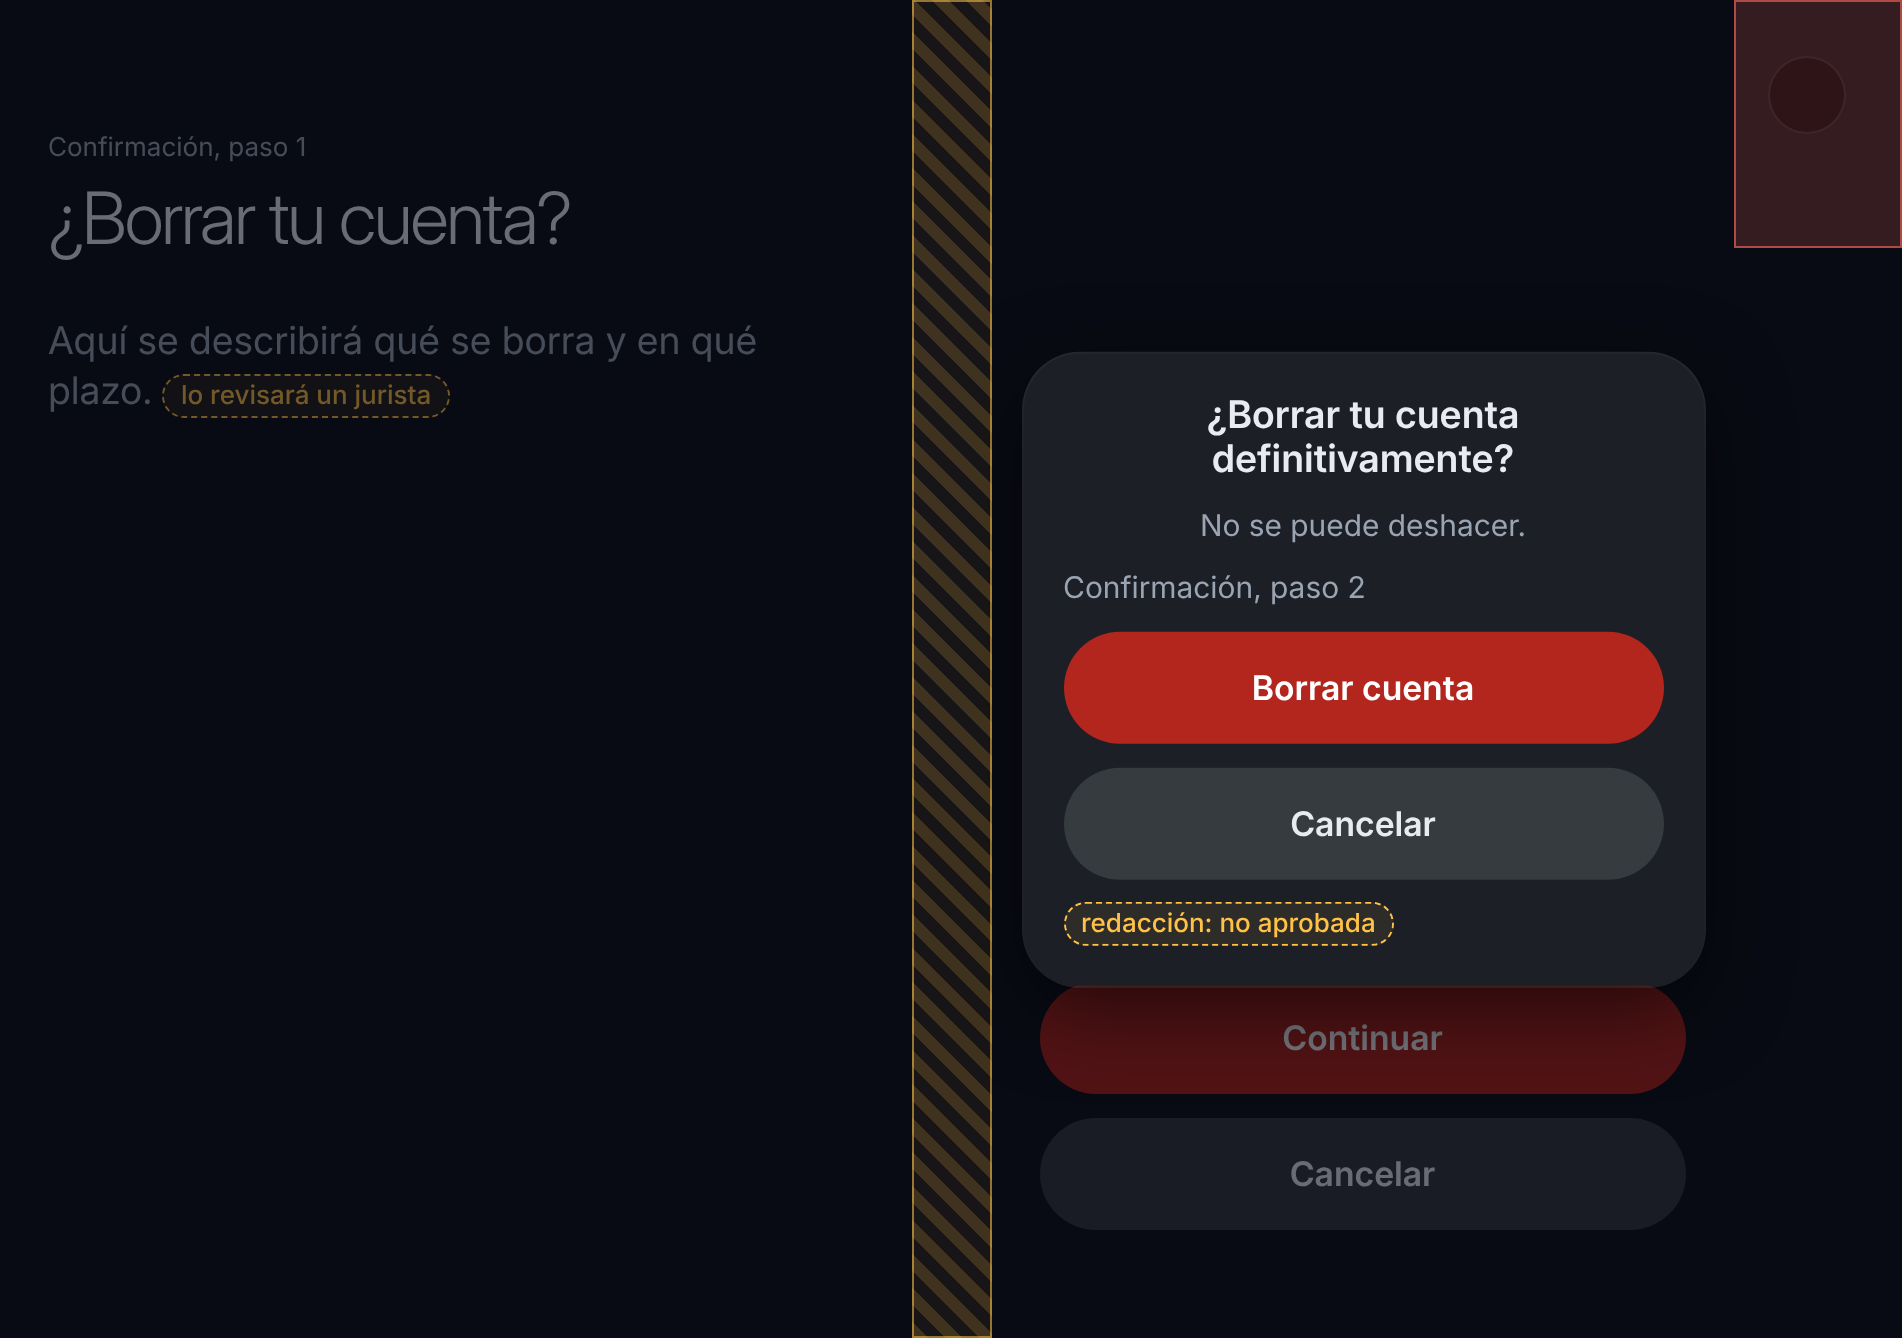 Confirmación, paso 1
¿Borrar tu cuenta?
Aquí se describirá qué se borra y en qué
plazo. lo revisará un jurista
¿Borrar tu cuenta
definitivamente?
No se puede deshacer.
Confirmación, paso 2
Borrar cuenta
Cancelar
redacción: no aprobada
Continuar
Cancelar